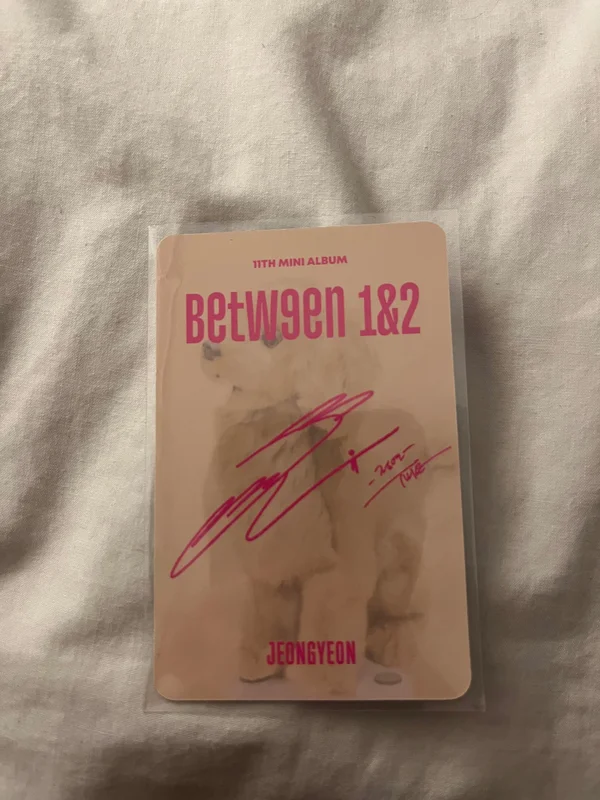 11TH MINI ALBUM
Betw9en 1&2
JEONGYEON